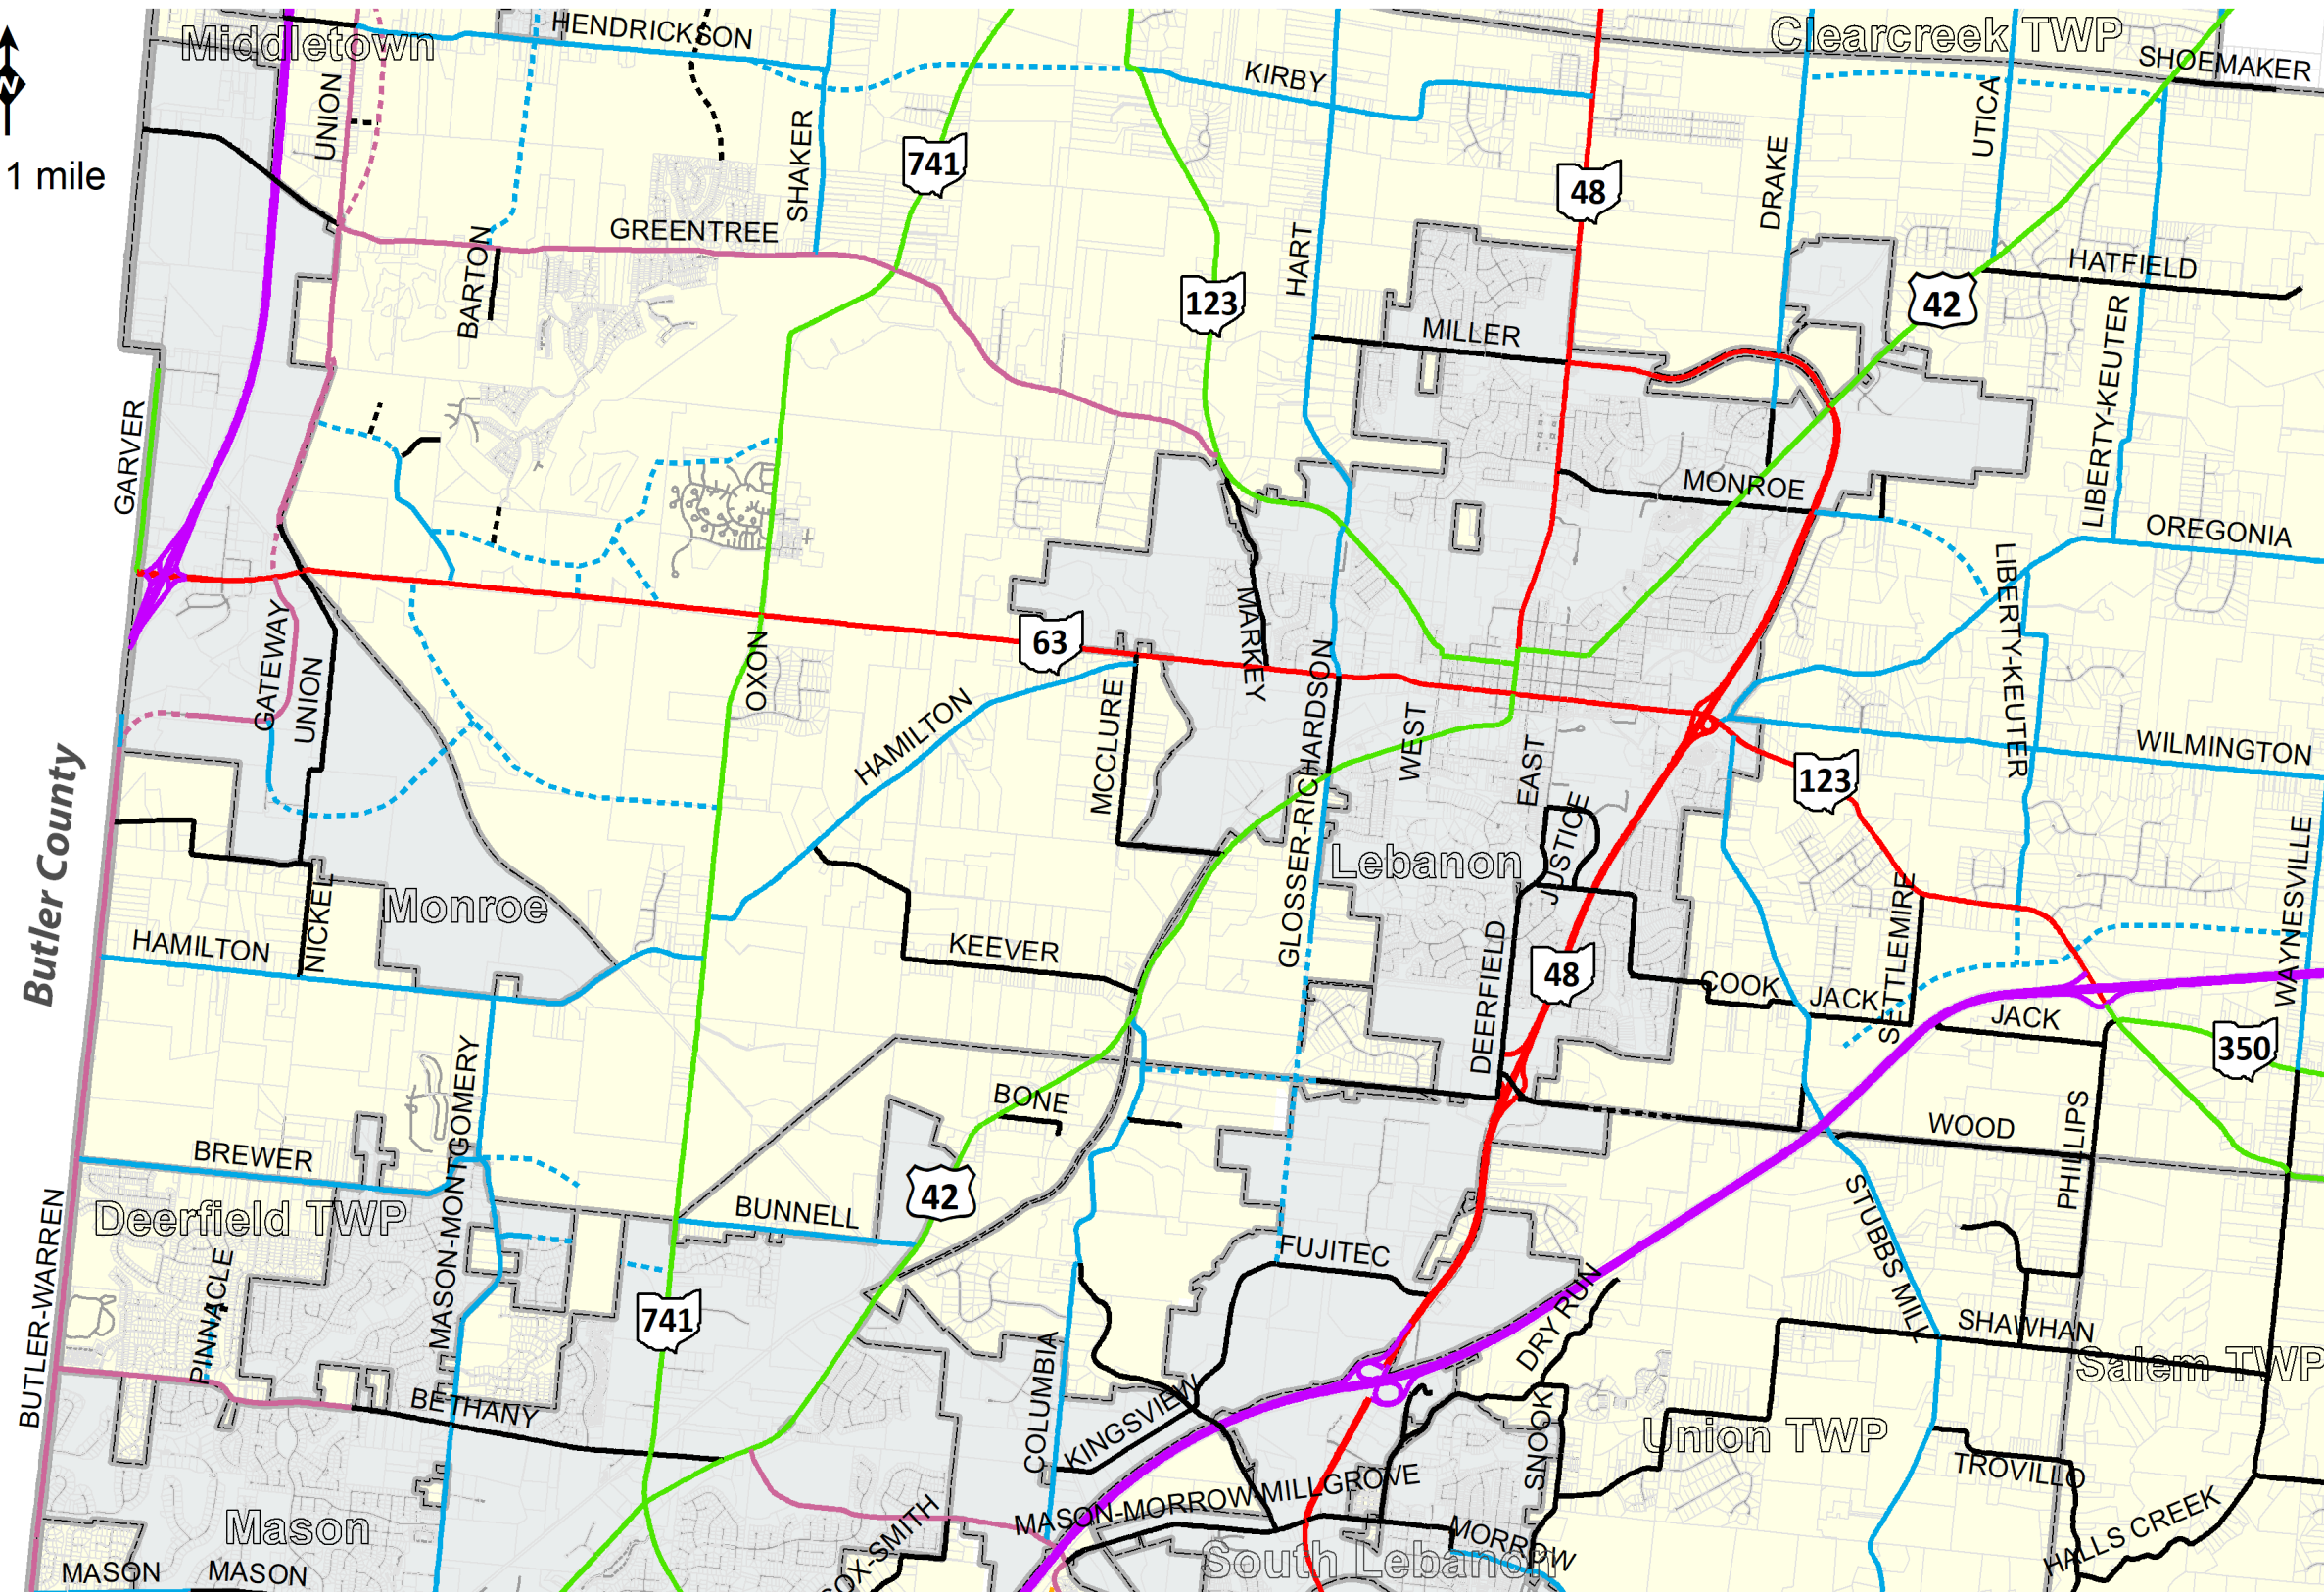 HENDRICKSON
Middletown
Clearcreek TWP
SHOEMAKER
N
KIRBY
UNION
UTICA
1 mile
SHAKER
741
48
DRAKE
GREENTREE
HART
BARTON
HATFIELD
123
42
MILLER
LIBERTY-KEUTER
GARVER
MONROE
OREGONIA
LIBERTY-KEUTER
63
MARKEY
GATEWAY
UNION
OXON
HAMILTON
MCCLURE
GLOSSER-RICHARDSON
WEST
EAST
WILMINGTON
123
Butler County
JUSTICE
Lebanon
WAYNESVILLE
Monroe
NICKEL
HAMILTON
KEEVER
SETTLEMIRE
DEERFIELD
48
COOK
JACK
JACK
350
MASON-MONTGOMERY
BONE
WOOD
PHILLIPS
BREWER
42
BUNNELL
Deerfield TWP
STUBBS MILL
FUJITEC
BUTLER-WARREN
PINNACLE
741
DRY RUN
SHAWHAN
Salem TWP
COLUMBIA
KINGSVIEW
BETHANY
SNOOK
Union TWP
TROVILLO
MASON-MORROW-MILLGROVE
Mason
MORROW
HALLS CREEK
South Lebanon
COX-SMITH
MASON
MASON